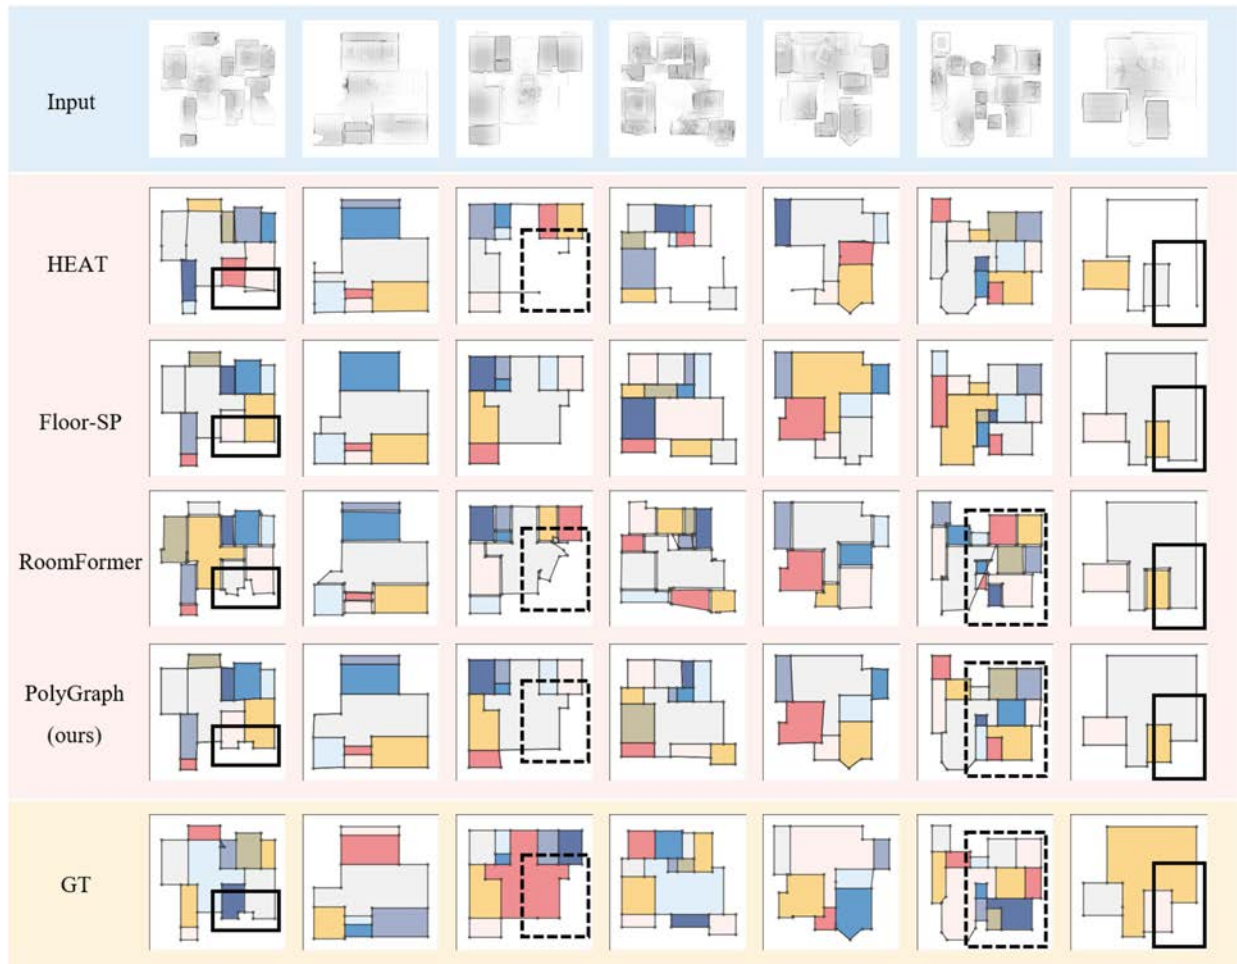 Input
HEAT
Floor-SP
RoomFormer
PolyGraph
(ours)
GT